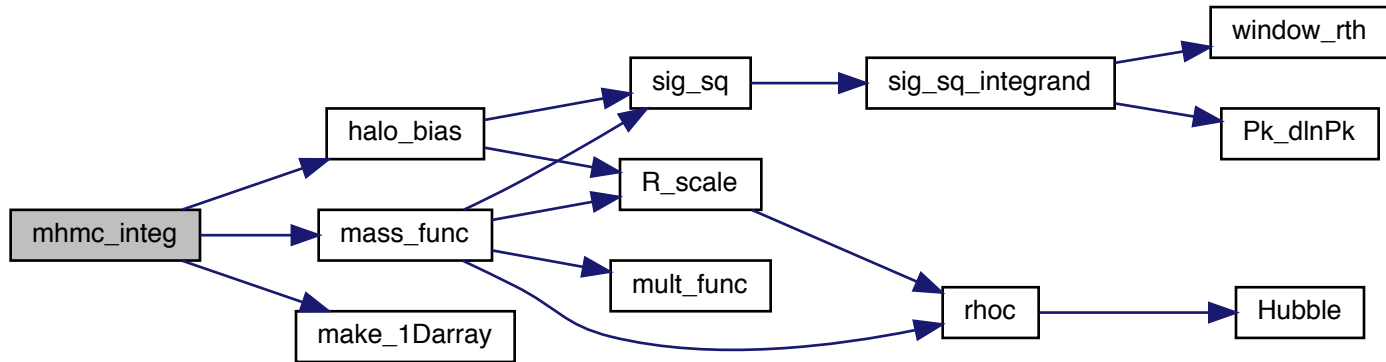 mhmc_integ
halo_bias
mass_func
make_1Darray
sig_sq
R_scale
mult_func
rhoc
sig_sq_integrand
window_rth
Pk_dlnPk
Hubble